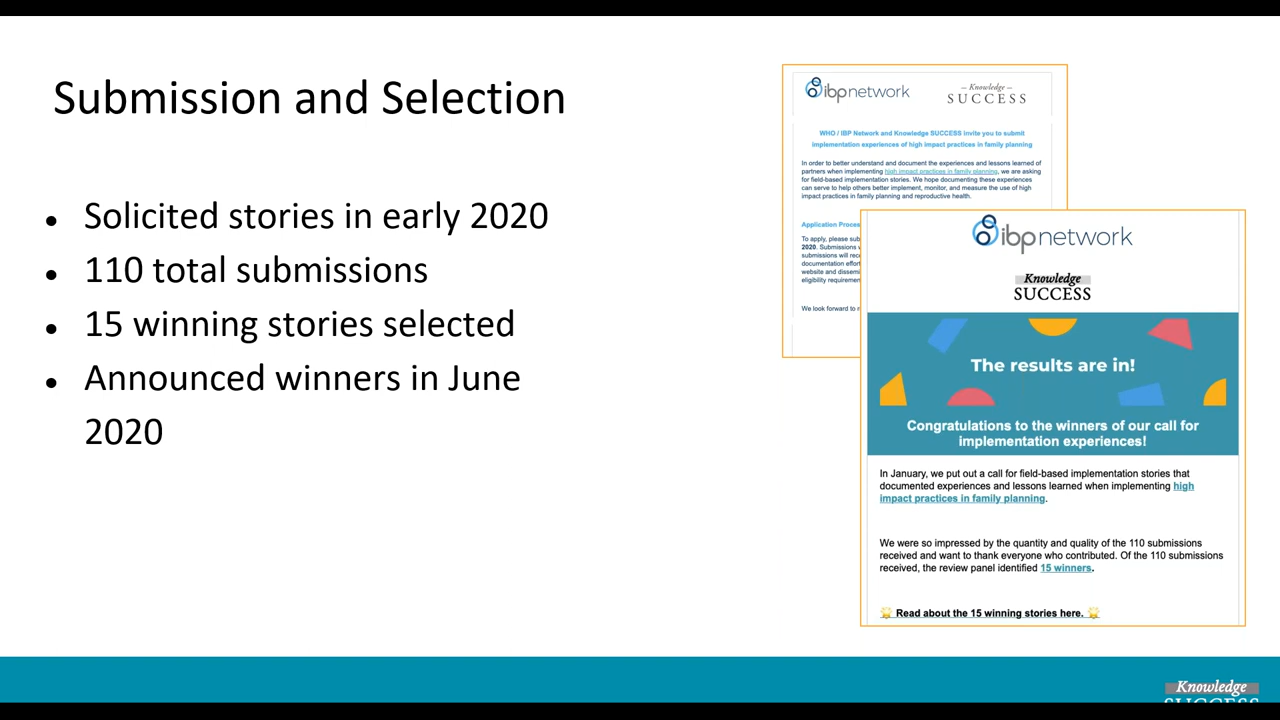 Submission and Selection
● Solicited stories in early 2020
● 110 total submissions
● 15 winning stories selected
● Announced winners in June
2020
ibpnetwork
— Knowledge —
SUCCESS
WHO / IBP Network and Knowledge SUCCESS invite you to submit
implementation experiences of high impact practices in family planning
In order to better understand and document the experiences and lessons learned of
partners when implementing high impact practices in family planning, we are asking
for field-based implementation stories. We hope documenting these experiences
can serve to help others better implement, monitor, and measure the use of high
impact practices in family planning and reproductive health.
Application Proces
To apply, please sub
2020. Submissions
submissions will rece
documentation effort
website and dissemi
eligibility requiremen
We look forward to r
ibpnetwork
Knowledge
SUCCESS
The results are in!
Congratulations to the winners of our call for
implementation experiences!
In January, we put out a call for field-based implementation stories that
documented experiences and lessons learned when implementing high
impact practices in family planning.
We were so impressed by the quantity and quality of the 110 submissions
received and want to thank everyone who contributed. Of the 110 submissions
received, the review panel identified 15 winners.
Read about the 15 winning stories here.
Knowledge
SUCCESS